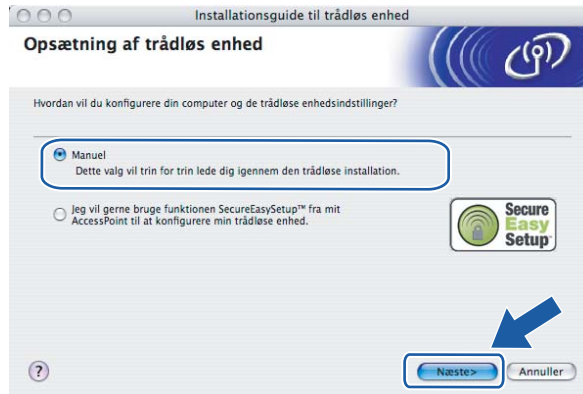 Installationsguide til trådløs enhed
Opsætning af trådløs enhed
Hvordan vil du konfigurere din computer og de trådløse enhedsindstillinger?
Manuel
Dette valg vil trin for trin lede dig igennem den trådløse installation.
Jeg vil gerne bruge funktionen SecureEasySetup™ fra mit
AccessPoint til at konfigurere min trådløse enhed.
Secure
Easy
Setup™
?
Næste>
Annuller